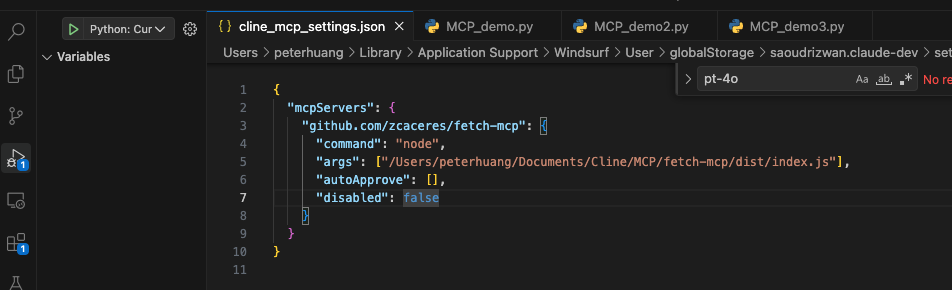 Python: Cur
cline_mcp_settings.json
MCP_demo.py
MCP_demo2.py
MCP_demo3.py
Variables
Users > peterhuang > Library > Application Support > Windsurf > User > globalStorage > saoudrizwan.claude-dev > set
pt-4o
Aa
ab
.*
No re
1 {
2 "mcpServers": {
3 "github.com/zcaceres/fetch-mcp": {
4 "command": "node",
5 "args": ["/Users/peterhuang/Documents/Cline/MCP/fetch-mcp/dist/index.js"],
6 "autoApprove": [],
7 "disabled": false
8 }
9 }
10 }
11
1
1